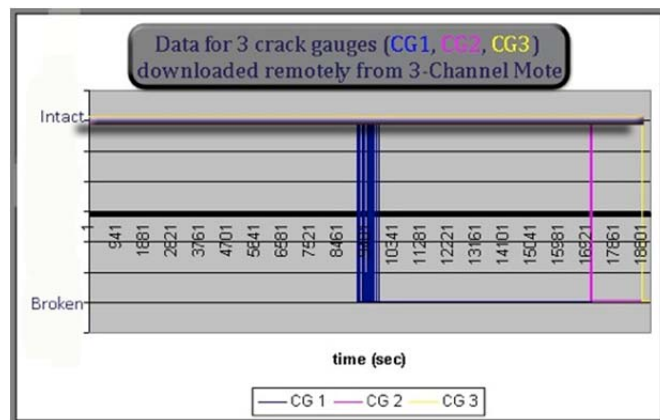 Data for 3 crack gauges (CG1, CG2, CG3)
downloaded remotely from 3-Channel Mote
Intact
1
941
1881
2821
3761
4701
5641
6581
7521
8461
10341
11281
12221
13161
14101
15041
15981
16921
17861
18801
Broken
time (sec)
CG 1
CG 2
CG 3